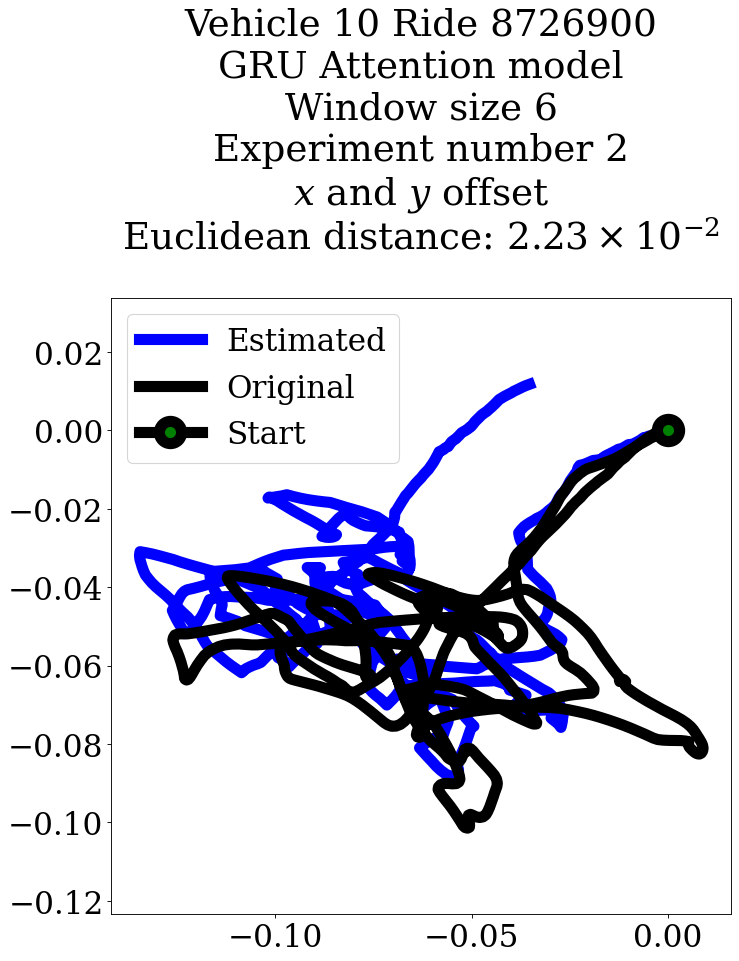 Vehicle 10 Ride 8726900
GRU Attention model
Window size 6
Experiment number 2
x and y offset
Euclidean distance: 2.23 × 10⁻²
Estimated
Original
Start
0.02
0.00
−0.02
−0.04
−0.06
−0.08
−0.10
−0.12
−0.10
−0.05
0.00